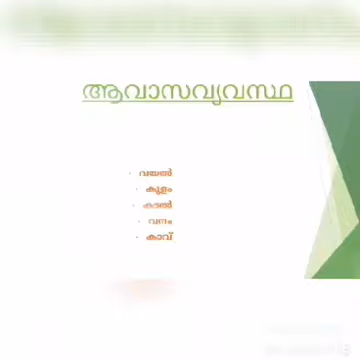 ആവാസവ്യവസ്ഥ
വയൽ
കുളം
കടൽ
വനം
കാവ്